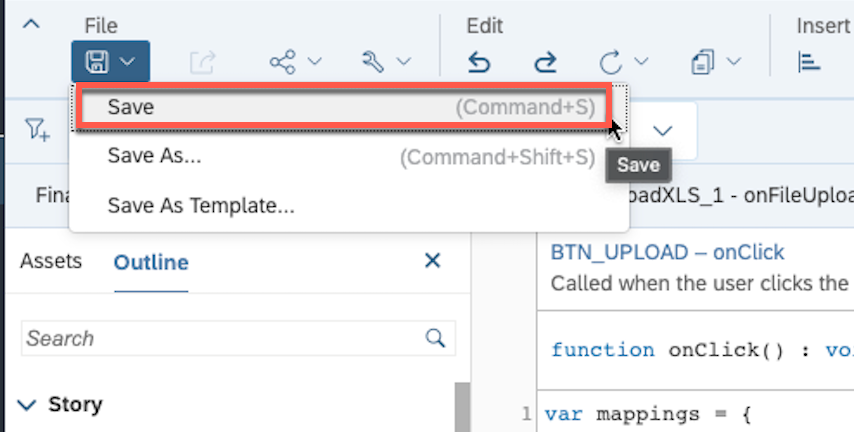 File Edit Insert
Save (Command+S)
Save As... (Command+Shift+S)
Save
Save As Template...
Fina
oadXLS_1 - onFileUploa
Assets Outline
BTN_UPLOAD – onClick
Called when the user clicks the
Search
function onClick() : voi
Story
1 var mappings = {